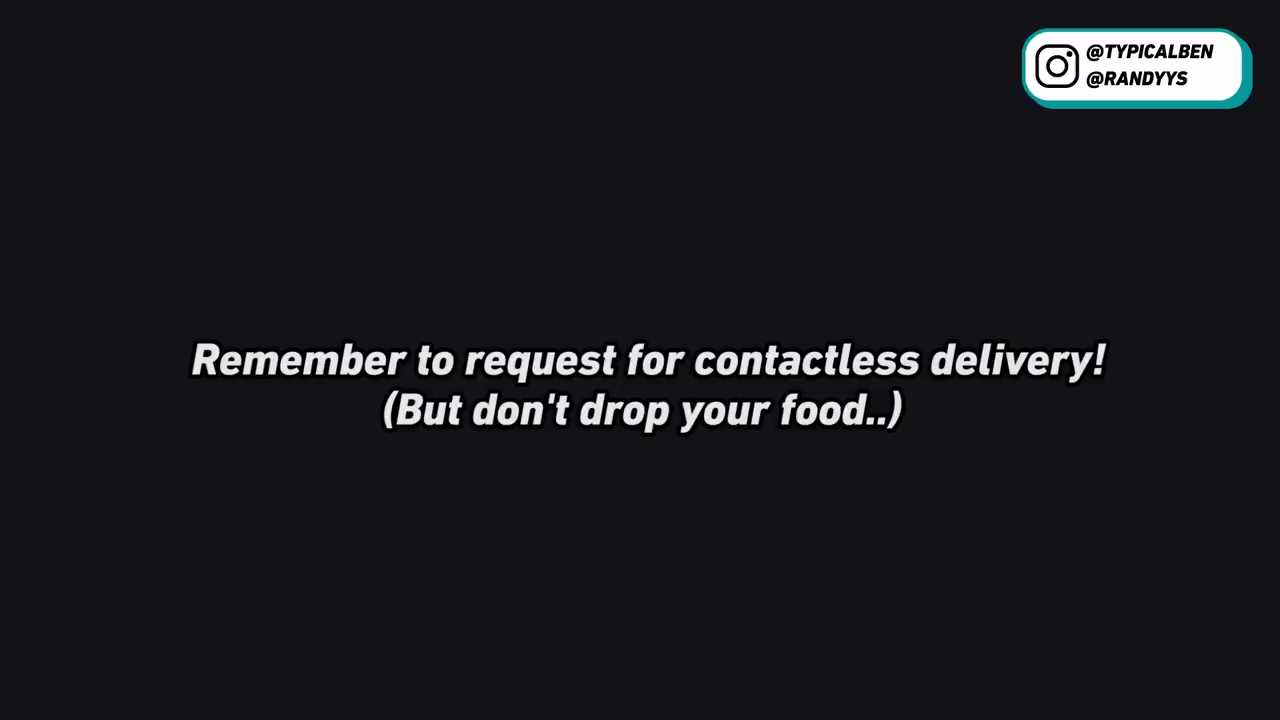 @TYPICALBEN
@RANDYYS
Remember to request for contactless delivery!
(But don't drop your food..)